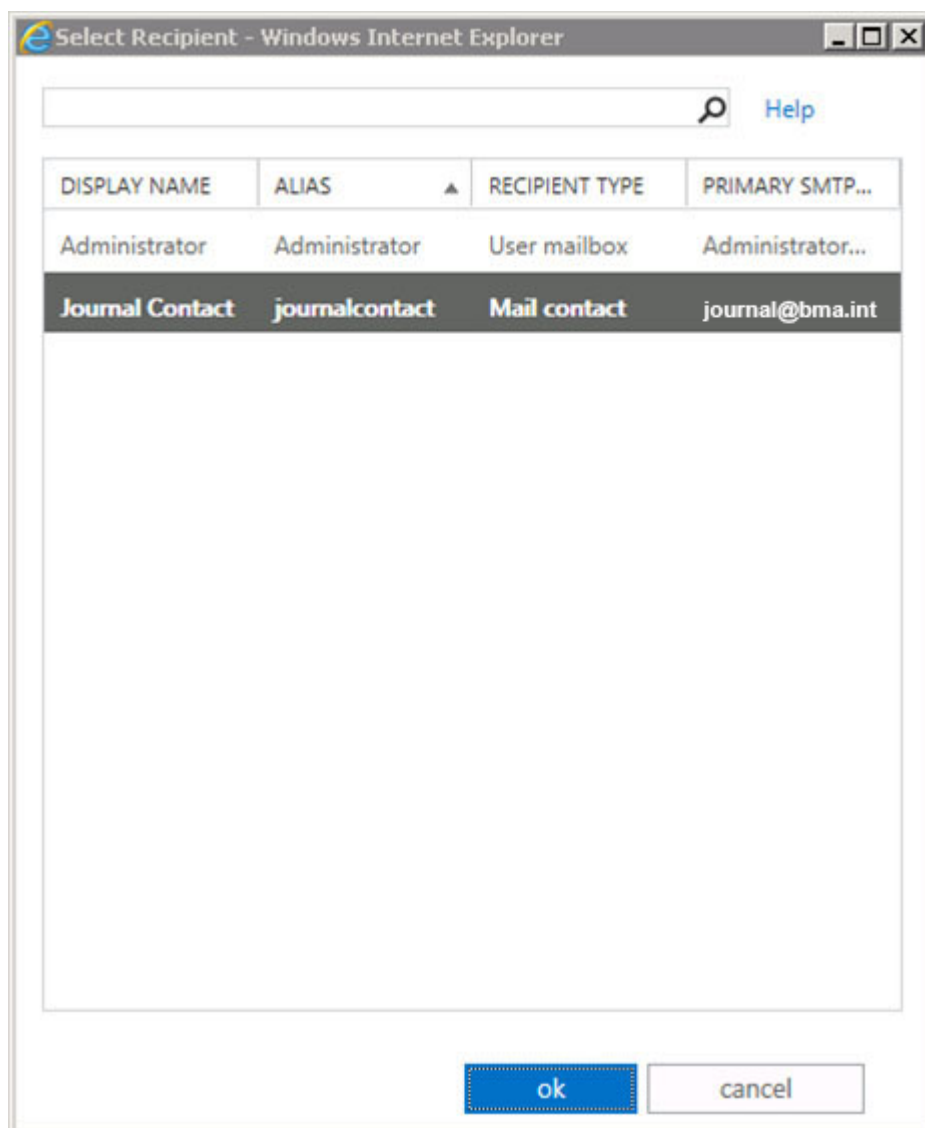 Select Recipient - Windows Internet Explorer
Help
DISPLAY NAME ALIAS RECIPIENT TYPE PRIMARY SMTP...
Administrator Administrator User mailbox Administrator...
Journal Contact journalcontact Mail contact journal@bma.int
ok cancel